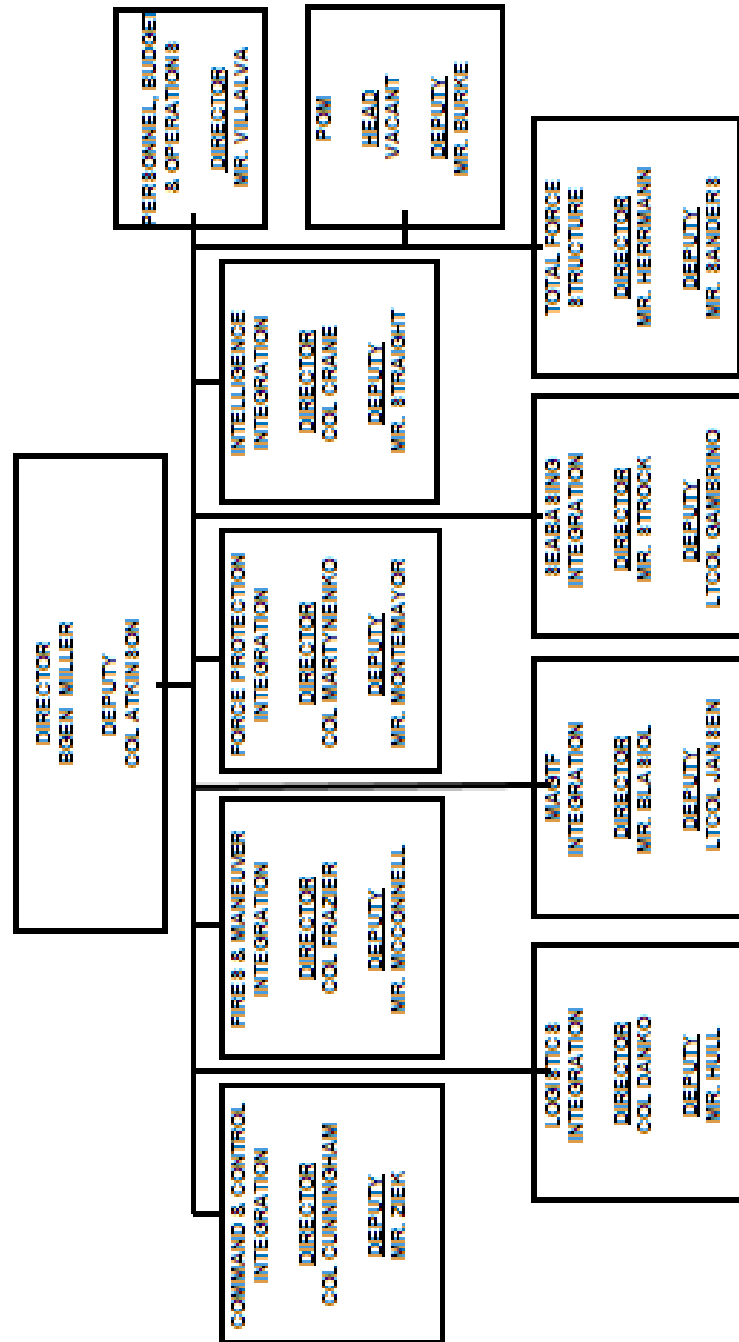 DIRECTOR
BGEN MILLER
DEPUTY
COL ATKINSON
PERSONNEL, BUDGET
& OPERATIONS
DIRECTOR
MR. VILLALVA
POM
HEAD
VACANT
DEPUTY
MR. BURKE
COMMAND & CONTROL
INTEGRATION
DIRECTOR
COL CUNNINGHAM
DEPUTY
MR. ZIEK
FIRES & MANEUVER
INTEGRATION
DIRECTOR
COL FRAZIER
DEPUTY
MR. MCCONNELL
FORCE PROTECTION
INTEGRATION
DIRECTOR
COL MARTYNENKO
DEPUTY
MR. MONTEMAYOR
INTELLIGENCE
INTEGRATION
DIRECTOR
COL CRANE
DEPUTY
MR. STRAIGHT
LOGISTICS
INTEGRATION
DIRECTOR
COL DANKO
DEPUTY
MR. HULL
MAGTF
INTEGRATION
DIRECTOR
MR. BLASIOL
DEPUTY
LTCOL JANSEN
SEABASING
INTEGRATION
DIRECTOR
MR. STROCK
DEPUTY
LTCOL GAMBRINO
TOTAL FORCE
STRUCTURE
DIRECTOR
MR. HERRMANN
DEPUTY
MR. SANDERS